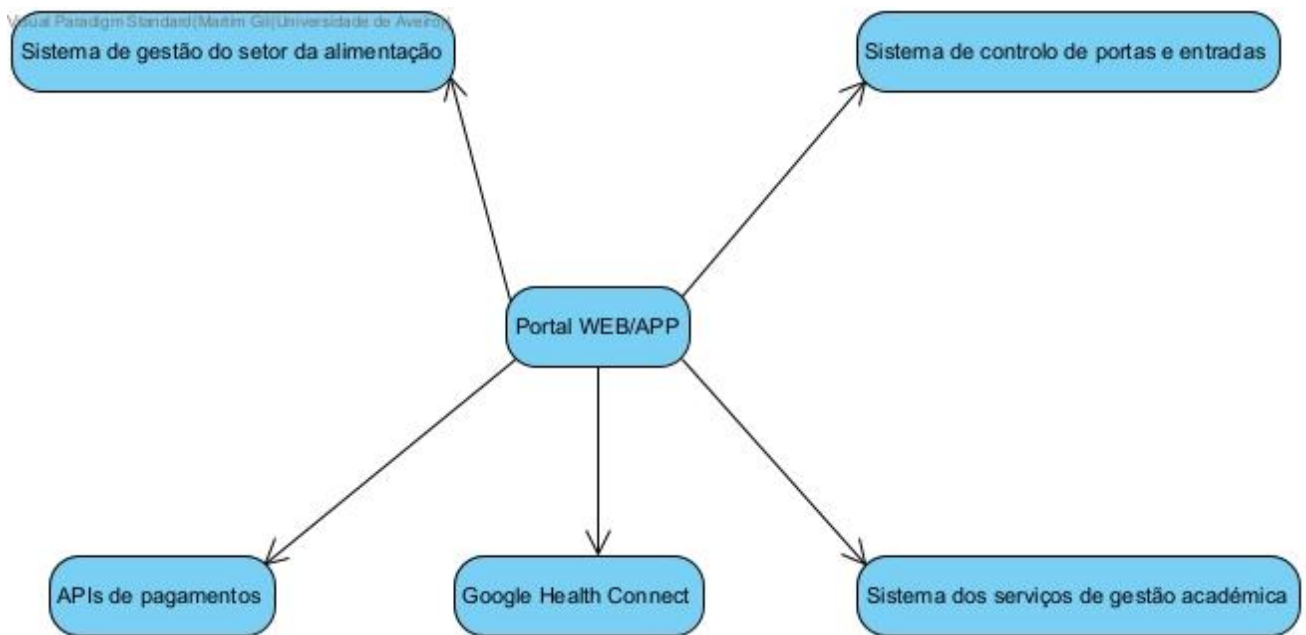 Visual Paradigm Standard(Martim Gil(Universidade de Aveiro))
Sistema de gestão do setor da alimentação
Sistema de controlo de portas e entradas
Portal WEB/APP
APIs de pagamentos
Google Health Connect
Sistema dos serviços de gestão académica